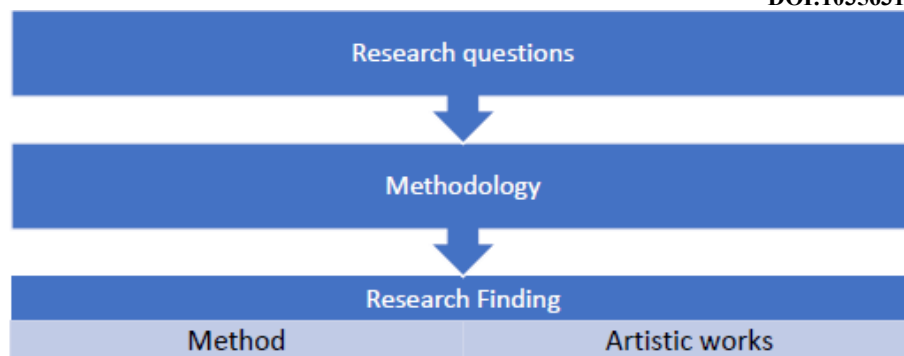 Research questions
Methodology
Research Finding
Method Artistic works